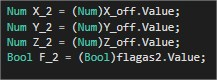 Num X_2 = (Num)X_off.Value;
Num Y_2 = (Num)Y_off.Value;
Num Z_2 = (Num)Z_off.Value;
Bool F_2 = (Bool)flagas2.Value;